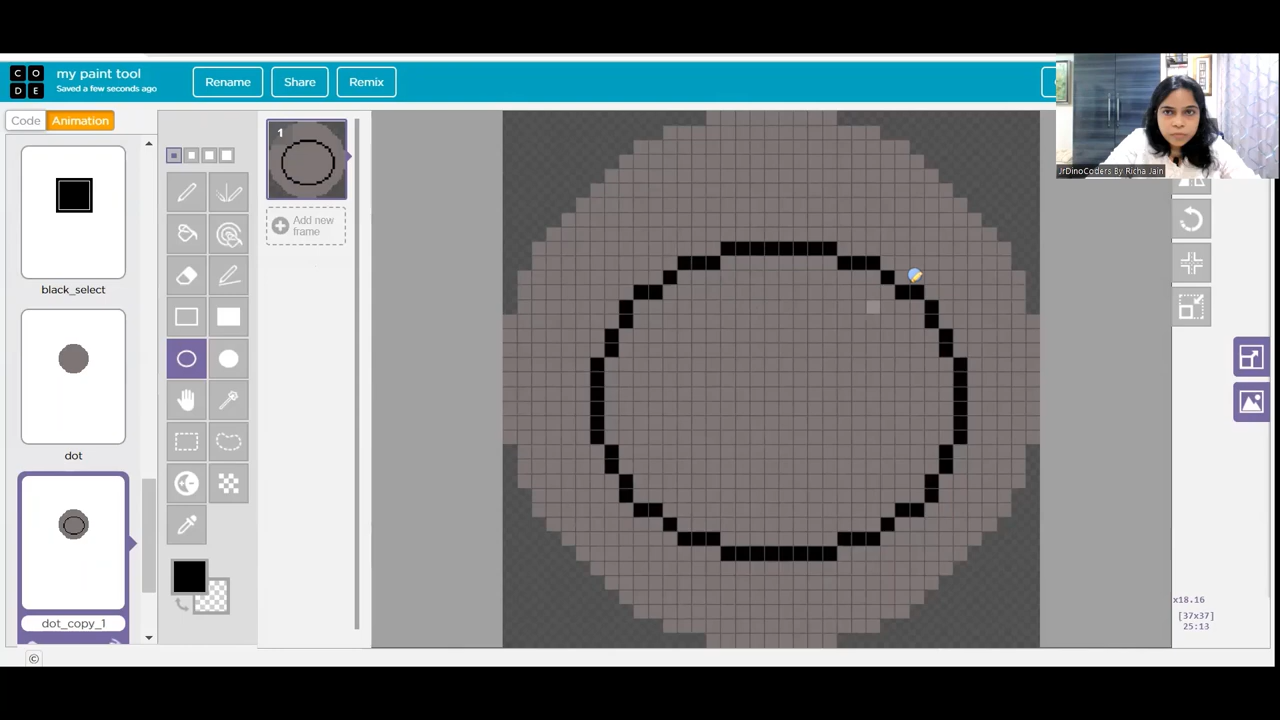 C O
D E
my paint tool
Saved a few seconds ago
Rename
Share
Remix
Code
Animation
1
Add new
frame
black_select
dot
dot_copy_1
JrDinoCoders By Richa Jain
x18.16
[37x37]
25:13
©